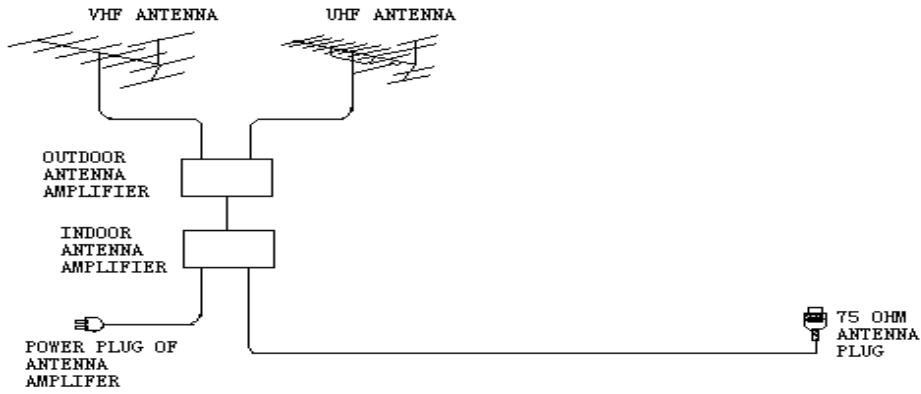 VHF ANTENNA
UHF ANTENNA
OUTDOOR
ANTENNA
AMPLIFIER
INDOOR
ANTENNA
AMPLIFIER
POWER PLUG OF
ANTENNA
AMPLIFER
75 OHM
ANTENNA
PLUG